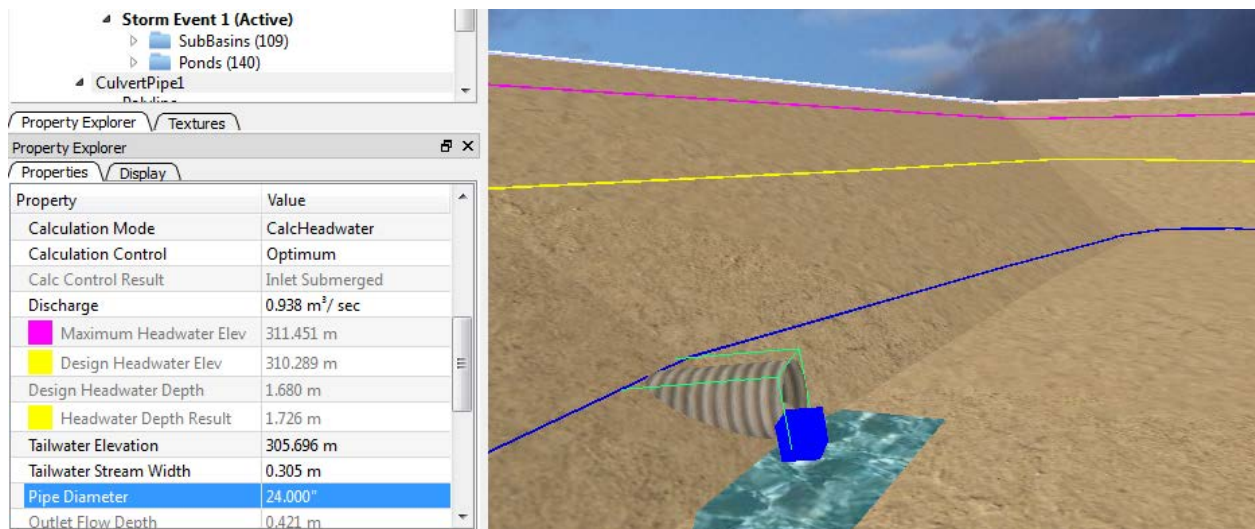 Storm Event 1 (Active)
SubBasins (109)
Ponds (140)
CulvertPipe1
Polyline
Property Explorer Textures
Property Explorer
Properties Display
Property Value
Calculation Mode CalcHeadwater
Calculation Control Optimum
Calc Control Result Inlet Submerged
Discharge 0.938 m³/ sec
Maximum Headwater Elev 311.451 m
Design Headwater Elev 310.289 m
Design Headwater Depth 1.680 m
Headwater Depth Result 1.726 m
Tailwater Elevation 305.696 m
Tailwater Stream Width 0.305 m
Pipe Diameter 24.000"
Outlet Flow Depth 0.421 m